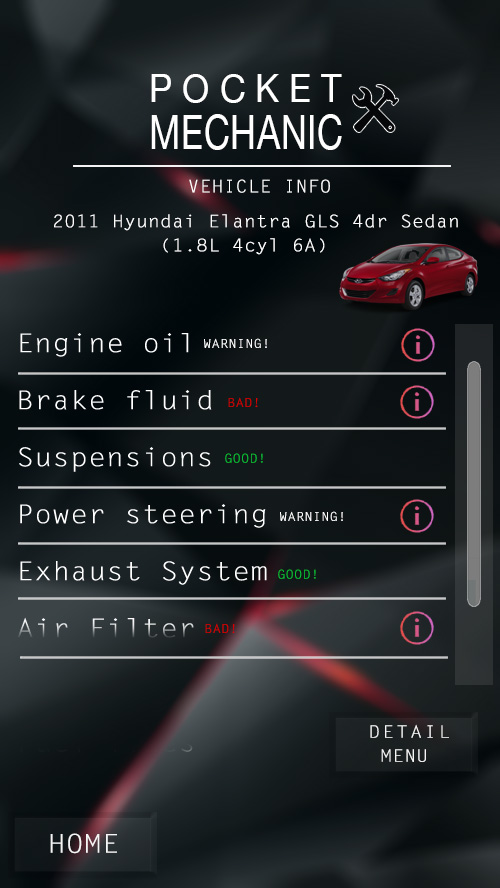 POCKET
MECHANIC
VEHICLE INFO
2011 Hyundai Elantra GLS 4dr Sedan
(1.8L 4cyl 6A)
Engine oil WARNING!
Brake fluid BAD!
Suspensions GOOD!
Power steering WARNING!
Exhaust System GOOD!
Air Filter BAD!
DETAIL
MENU
HOME